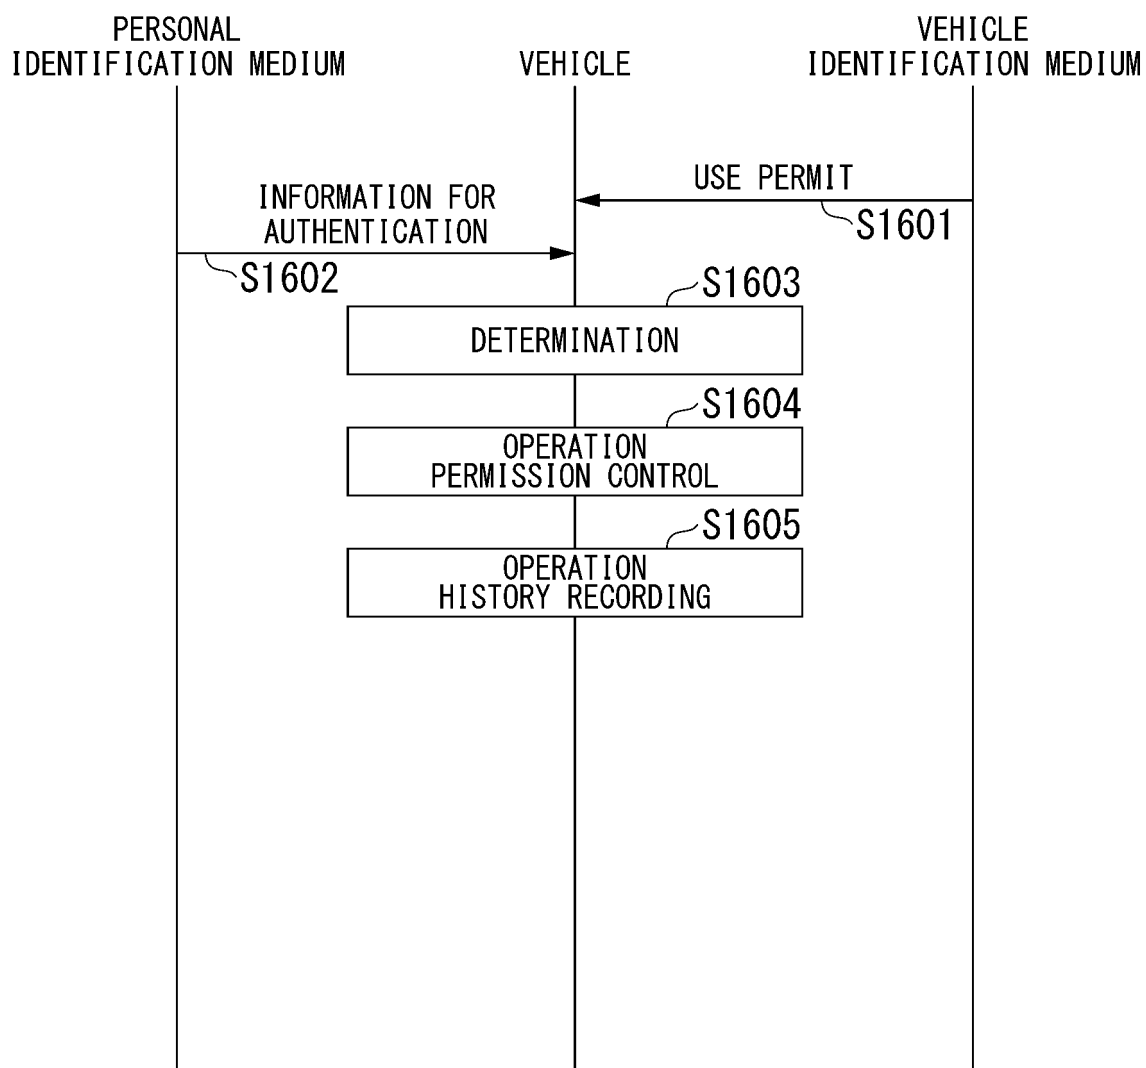 PERSONAL
IDENTIFICATION MEDIUM
VEHICLE
VEHICLE
IDENTIFICATION MEDIUM
USE PERMIT
S1601
INFORMATION FOR
AUTHENTICATION
S1602
S1603
DETERMINATION
S1604
OPERATION
PERMISSION CONTROL
S1605
OPERATION
HISTORY RECORDING